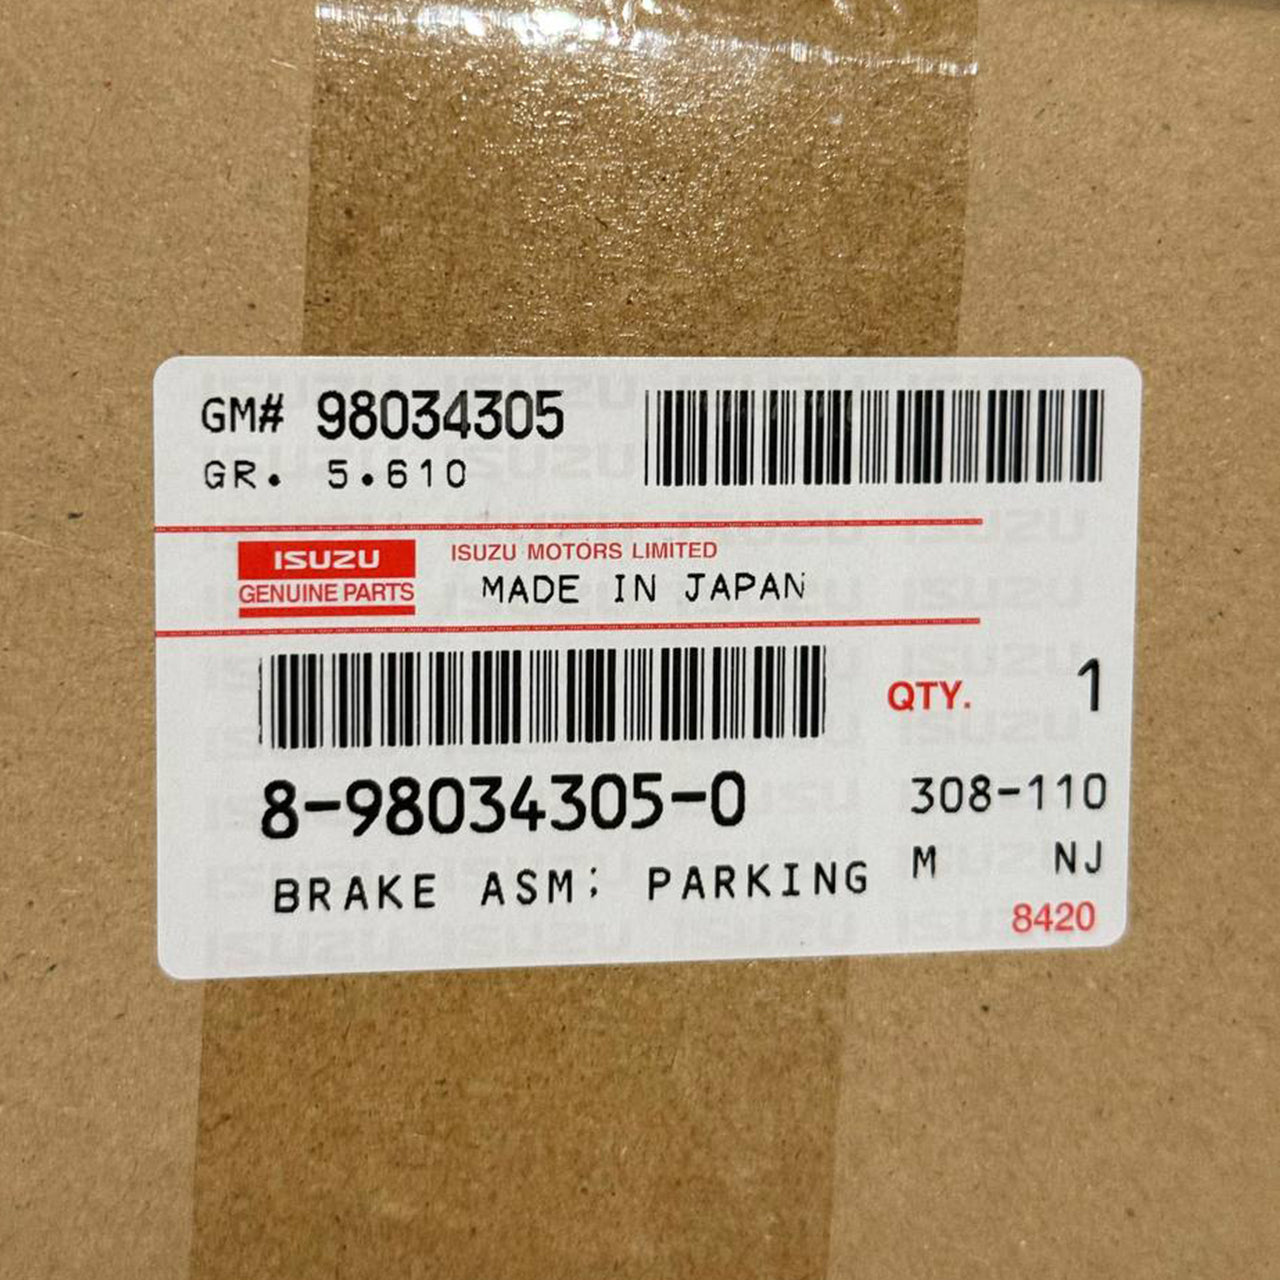 GM# 98034305
GR. 5.610
ISUZU
GENUINE PARTS
ISUZU MOTORS LIMITED
MADE IN JAPAN
QTY. 1
8-98034305-0
308-110
BRAKE ASM; PARKING
M NJ
8420